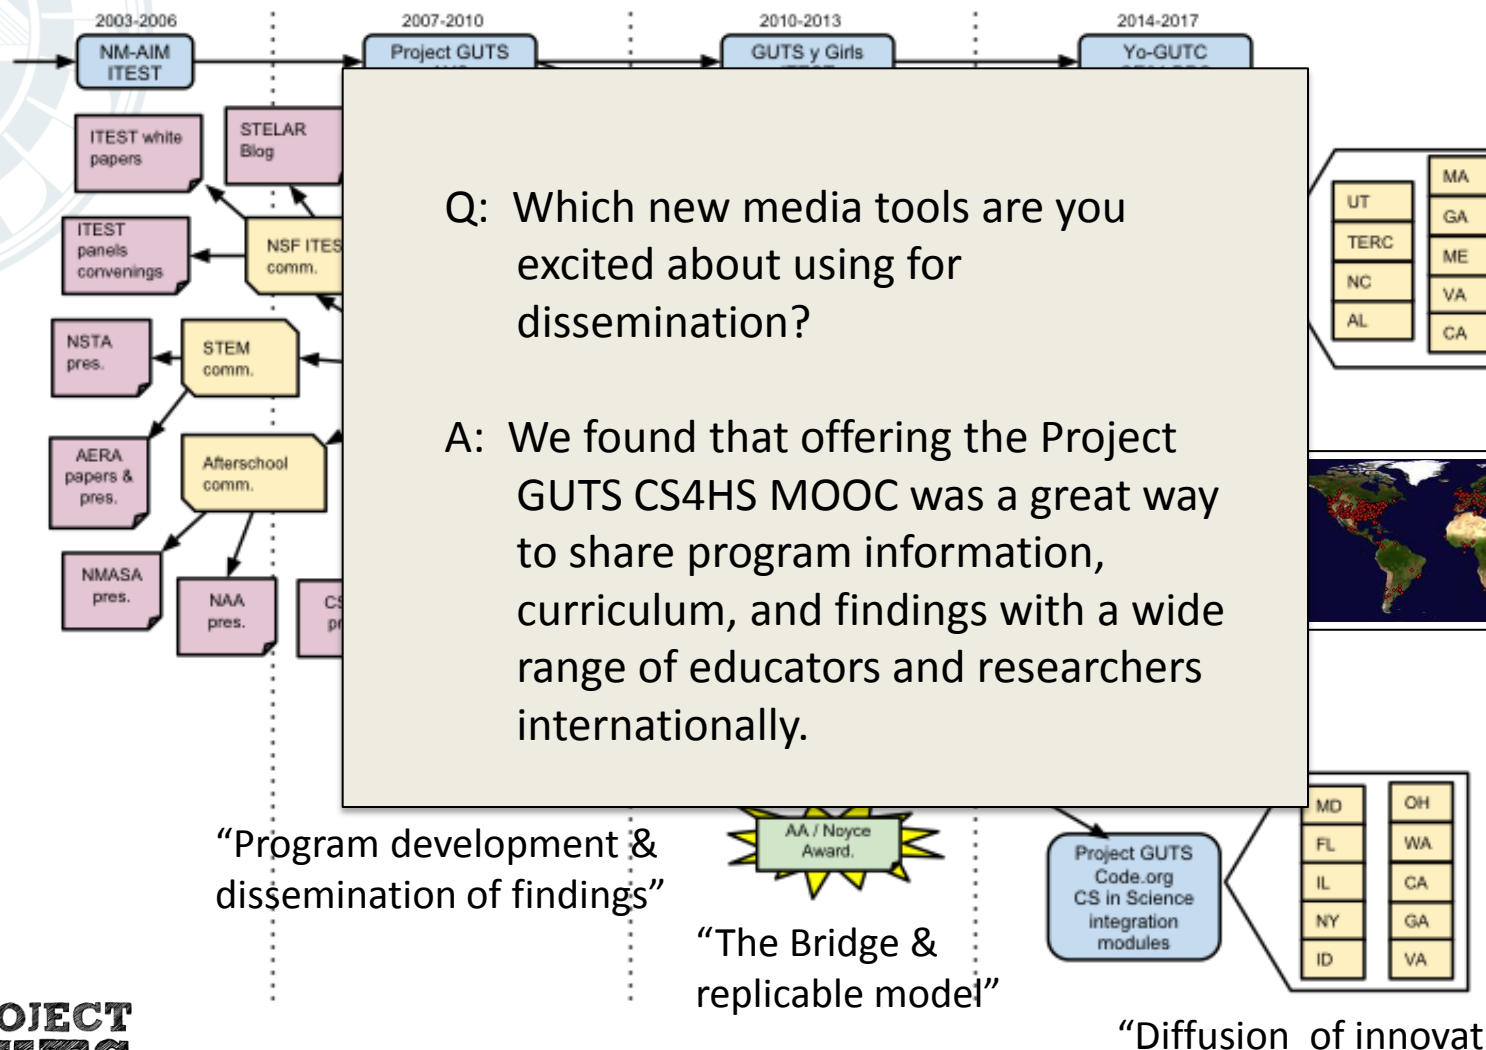 2003-2006
2007-2010
2010-2013
2014-2017
NM-AIM
ITEST
Project GUTS
GUTS y Girls
Yo-GUTC
ITEST white
papers
STELAR
Blog
ITEST
panels
convenings
NSF ITES
comm.
NSTA
pres.
STEM
comm.
AERA
papers &
pres.
Afterschool
comm.
NMASA
pres.
NAA
pres.
Q: Which new media tools are you
excited about using for
dissemination?
A: We found that offering the Project
GUTS CS4HS MOOC was a great way
to share program information,
curriculum, and findings with a wide
range of educators and researchers
internationally.
UT
TERC
NC
AL
MA
GA
ME
VA
CA
“Program development &
dissemination of findings”
AA / Noyce
Award.
“The Bridge &
replicable model”
Project GUTS
Code.org
CS in Science
integration
modules
MD
FL
IL
NY
ID
OH
WA
CA
GA
VA
“Diffusion of innovat
OJECT